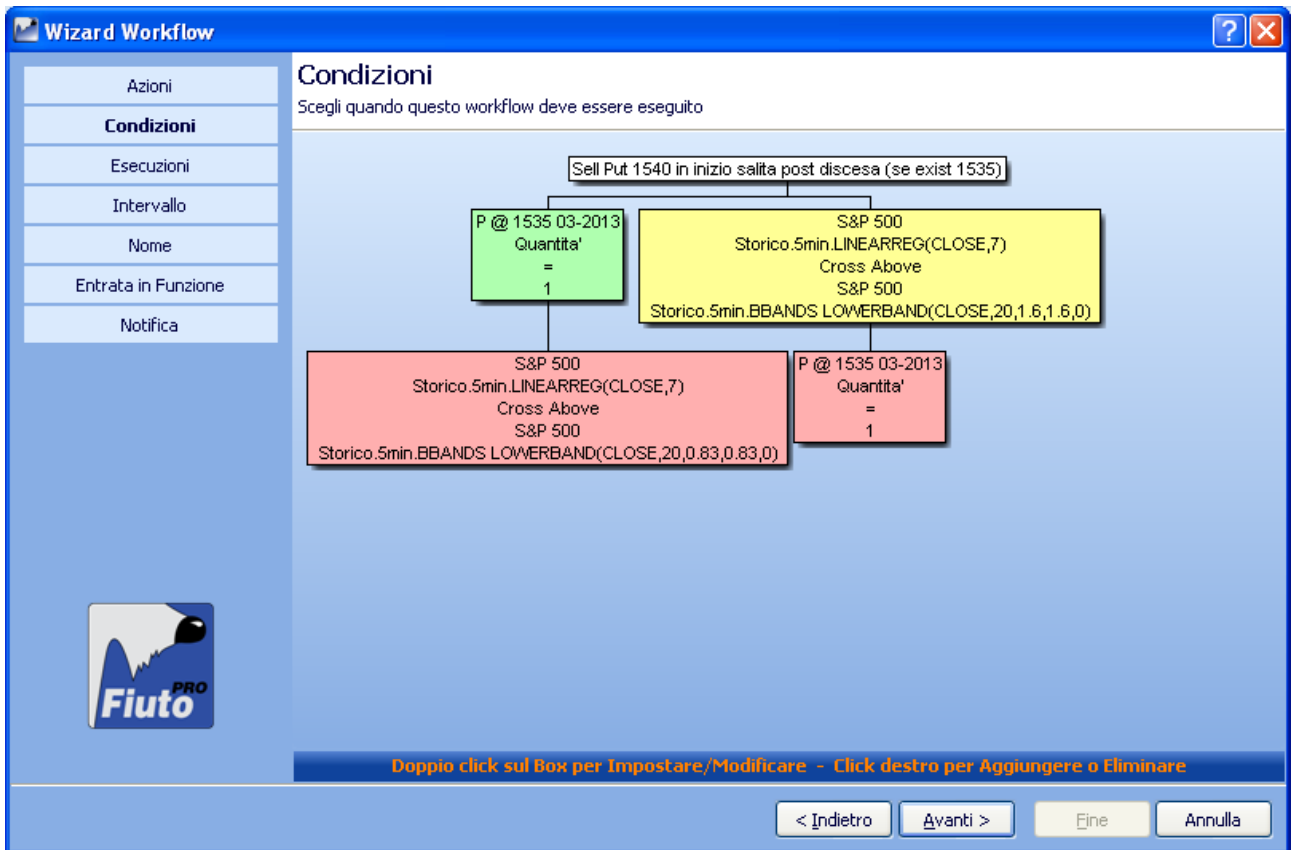 Wizard Workflow
Azioni
Condizioni
Esecuzioni
Intervallo
Nome
Entrata in Funzione
Notifica
Fiuto PRO
Condizioni
Scegli quando questo workflow deve essere eseguito
Sell Put 1540 in inizio salita post discesa (se exist 1535)
P @ 1535 03-2013
Quantita'
=
1
S&P 500
Storico.5min.LINEARREG(CLOSE,7)
Cross Above
S&P 500
Storico.5min.BBANDS LOWERBAND(CLOSE,20,1.6,1.6,0)
S&P 500
Storico.5min.LINEARREG(CLOSE,7)
Cross Above
S&P 500
Storico.5min.BBANDS LOWERBAND(CLOSE,20,0.83,0.83,0)
P @ 1535 03-2013
Quantita'
=
1
Doppio click sul Box per Impostare/Modificare - Click destro per Aggiungere o Eliminare
< Indietro
Avanti >
Fine
Annulla